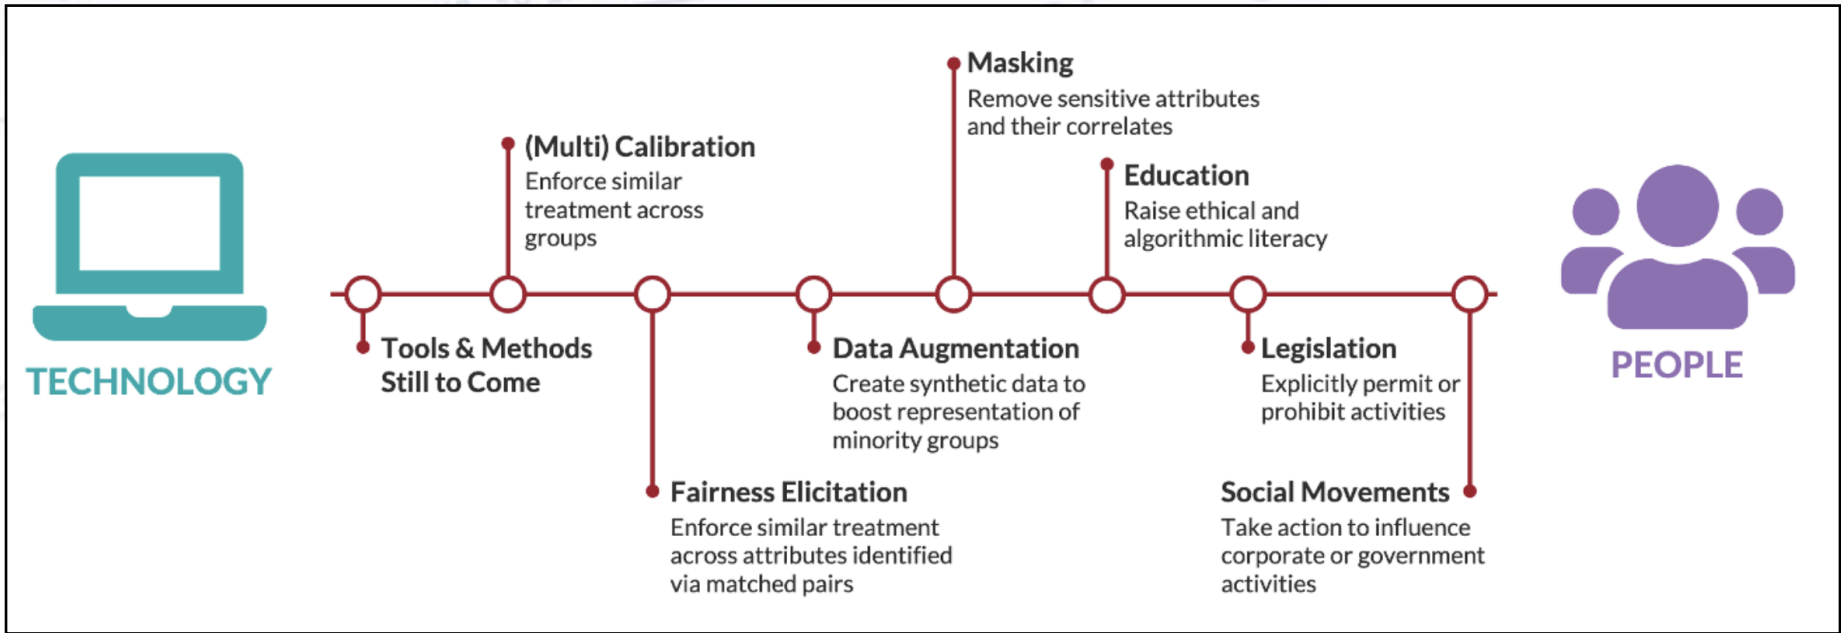 TECHNOLOGY
Tools & Methods
Still to Come
(Multi) Calibration
Enforce similar
treatment across
groups
Fairness Elicitation
Enforce similar treatment
across attributes identified
via matched pairs
Data Augmentation
Create synthetic data to
boost representation of
minority groups
Masking
Remove sensitive attributes
and their correlates
Education
Raise ethical and
algorithmic literacy
Legislation
Explicitly permit or
prohibit activities
Social Movements
Take action to influence
corporate or government
activities
PEOPLE